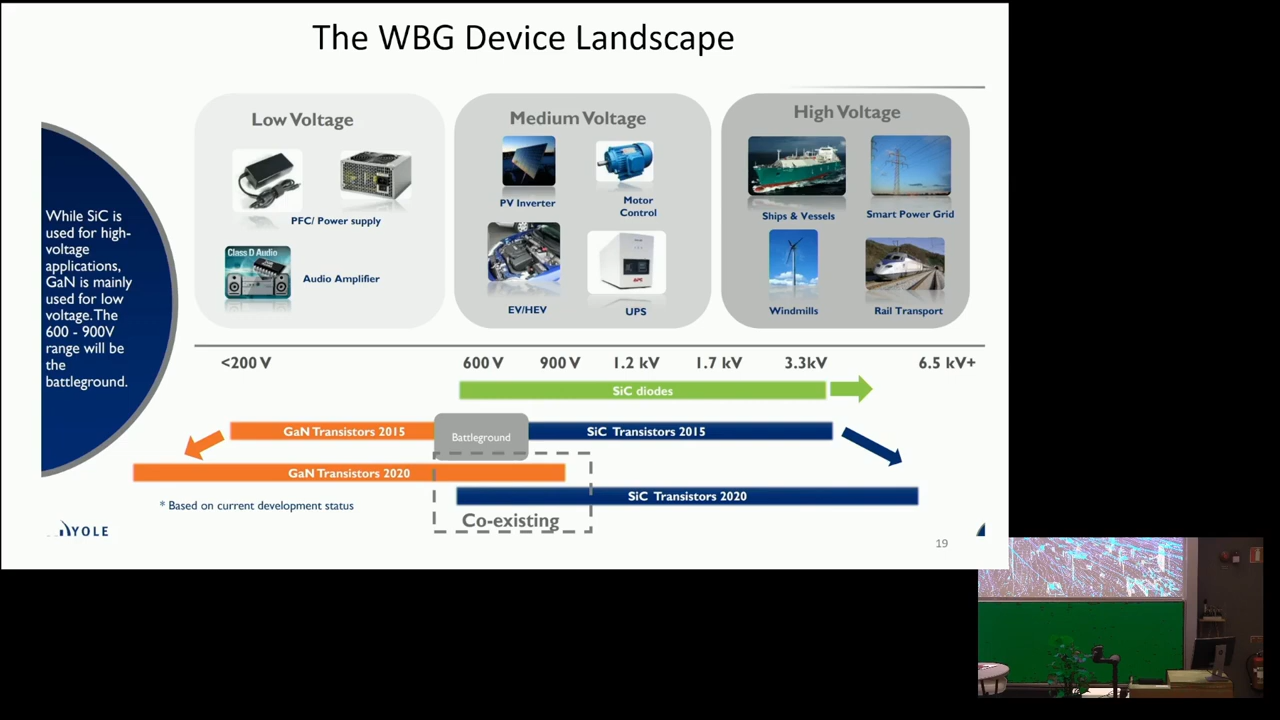 The WBG Device Landscape
While SiC is
used for high-
voltage
applications,
GaN is mainly
used for low
voltage. The
600 - 900V
range will be
the
battleground.
Low Voltage
PFC/ Power supply
Class D Audio
Audio Amplifier
Medium Voltage
PV Inverter
Motor
Control
EV/HEV
UPS
High Voltage
Ships & Vessels
Smart Power Grid
Windmills
Rail Transport
<200 V
600 V
900 V
1.2 kV
1.7 kV
3.3kV
6.5 kV+
SiC diodes
GaN Transistors 2015
Battleground
SiC Transistors 2015
GaN Transistors 2020
SiC Transistors 2020
* Based on current development status
Co-existing
YOLE
19